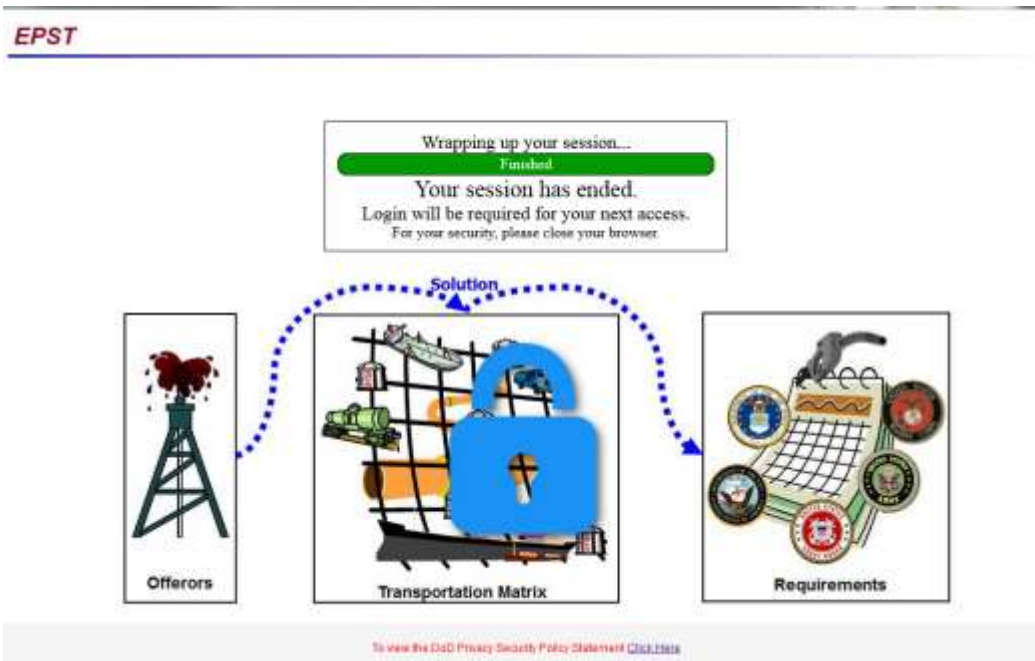 EPST
Wrapping up your session...
Finished
Your session has ended.
Login will be required for your next access.
For your security, please close your browser.
Solution
Offerors
Transportation Matrix
Requirements
To view the DoD Privacy Security Policy Statement Click Here